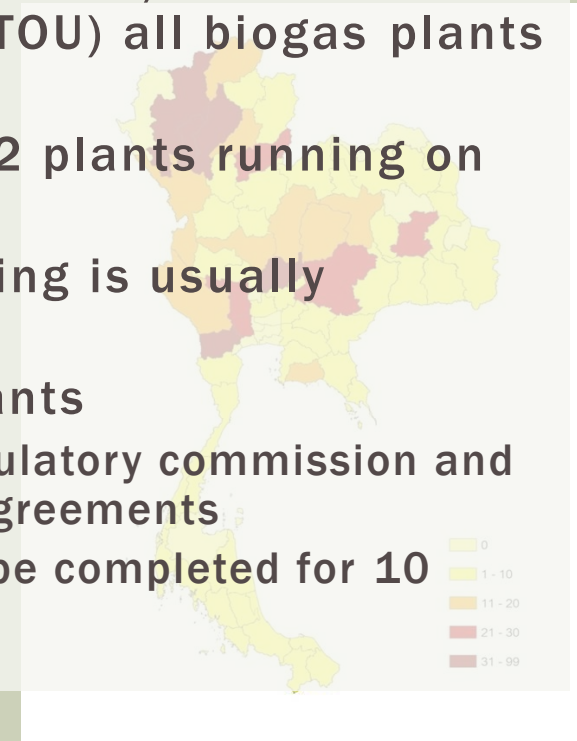 TOU) all biogas plants
2 plants running on
ing is usually
ants
ulatory commission and
greements
be completed for 10
0
1 - 10
11 - 20
21 - 30
31 - 99